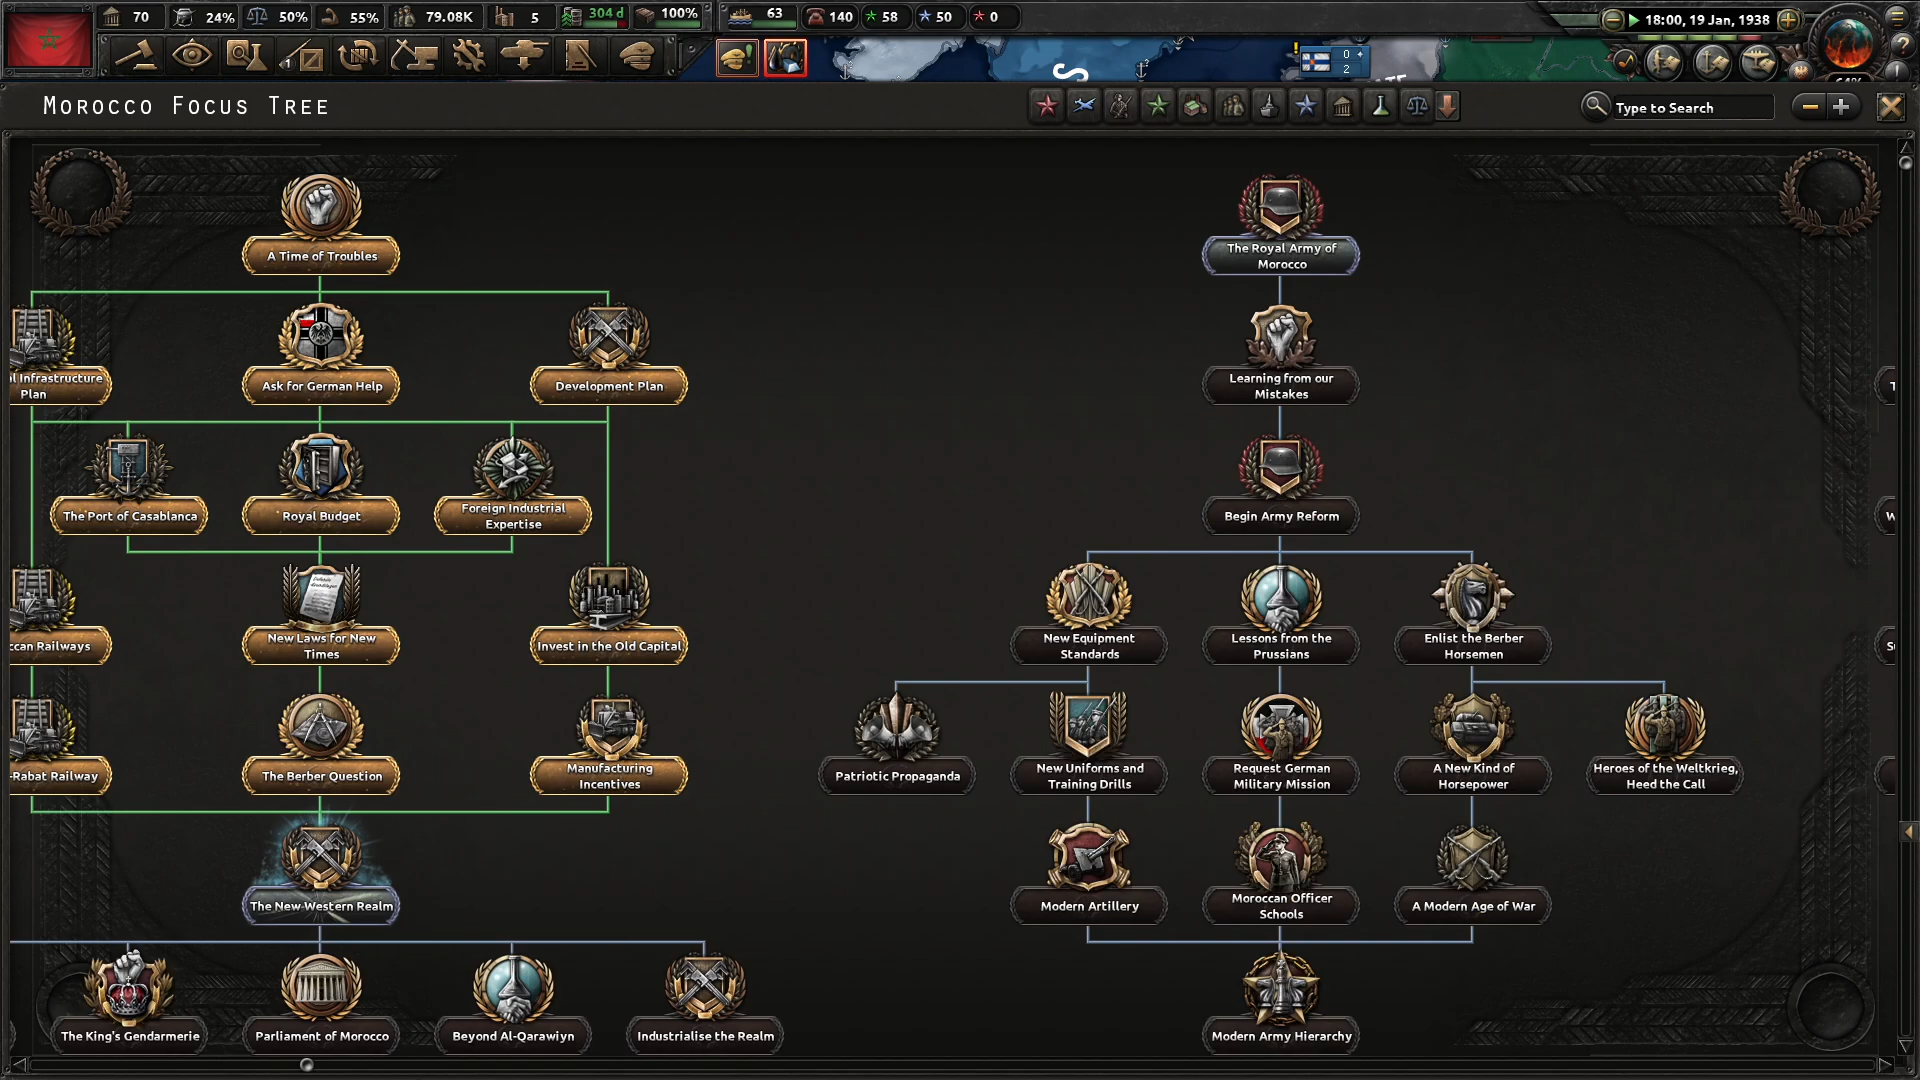 70
24%
50%
55%
79.08K
5
304 d
100%
63
140
58
50
0
18:00, 19 Jan, 1938
1
0
2
S
64%
Morocco Focus Tree
Type to Search
A Time of Troubles
The Royal Army of
Morocco
l Infrastructure
Plan
Ask for German Help
Development Plan
Learning from our
Mistakes
The Port of Casablanca
Royal Budget
Foreign Industrial
Expertise
Begin Army Reform
ccan Railways
New Laws for New
Times
Invest in the Old Capital
New Equipment
Standards
Lessons from the
Prussians
Enlist the Berber
Horsemen
-Rabat Railway
The Berber Question
Manufacturing
Incentives
Patriotic Propaganda
New Uniforms and
Training Drills
Request German
Military Mission
A New Kind of
Horsepower
Heroes of the Weltkrieg,
Heed the Call
The New Western Realm
Modern Artillery
Moroccan Officer
Schools
A Modern Age of War
The King's Gendarmerie
Parliament of Morocco
Beyond Al-Qarawiyn
Industrialise the Realm
Modern Army Hierarchy